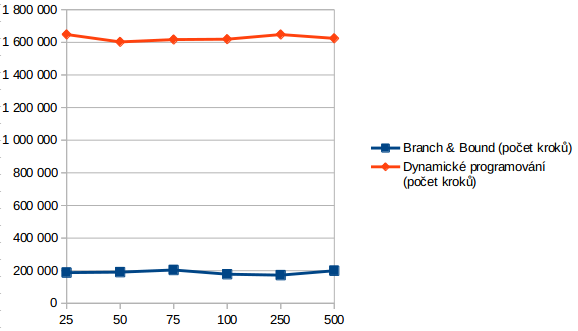 1 800 000
1 600 000
1 400 000
1 200 000
1 000 000
800 000
600 000
400 000
200 000
0
25 50 75 100 250 500
Branch & Bound (počet kroků)
Dynamické programování
(počet kroků)